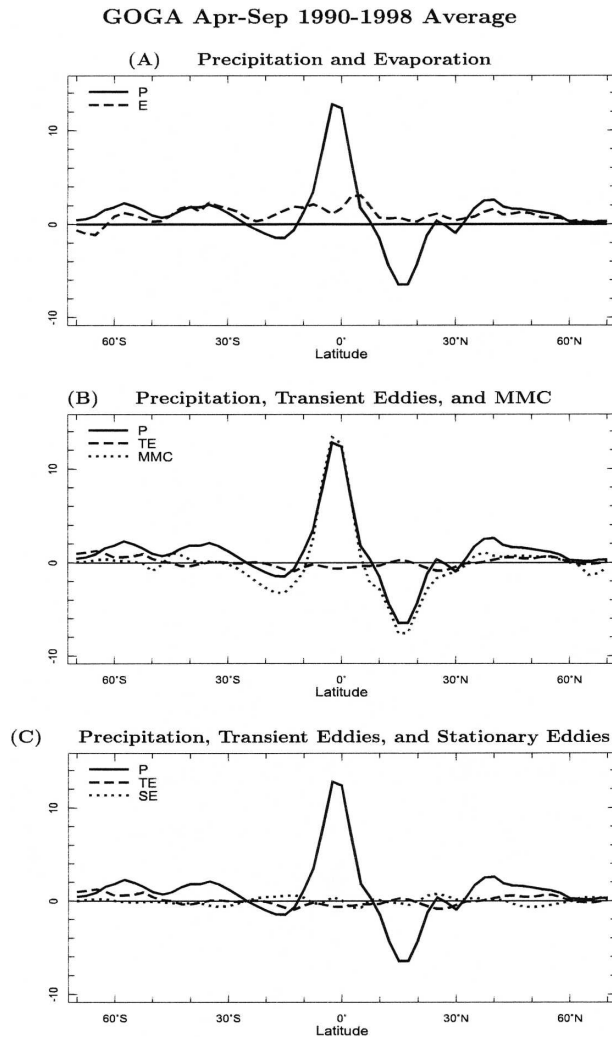 GOGA Apr-Sep 1990-1998 Average
(A) Precipitation and Evaporation
P
E
10
0
-10
60°S 30°S 0° 30°N 60°N
Latitude
(B) Precipitation, Transient Eddies, and MMC
P
TE
MMC
10
0
-10
60°S 30°S 0° 30°N 60°N
Latitude
(C) Precipitation, Transient Eddies, and Stationary Eddies
P
TE
SE
10
0
-10
60°S 30°S 0° 30°N 60°N
Latitude